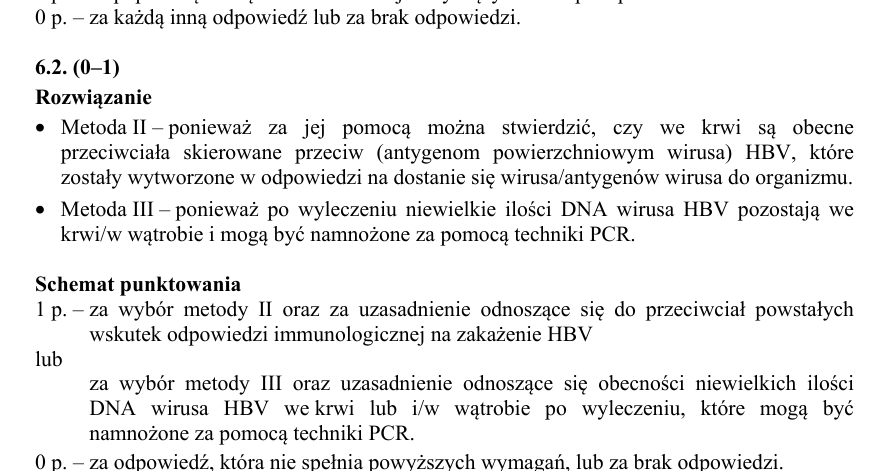 0 p. – za każdą inną odpowiedź lub za brak odpowiedzi.
6.2. (0–1)
Rozwiązanie
• Metoda II – ponieważ za jej pomocą można stwierdzić, czy we krwi są obecne
przeciwciała skierowane przeciw (antygenom powierzchniowym wirusa) HBV, które
zostały wytworzone w odpowiedzi na dostanie się wirusa/antygenów wirusa do organizmu.
• Metoda III – ponieważ po wyleczeniu niewielkie ilości DNA wirusa HBV pozostają we
krwi/w wątrobie i mogą być namnożone za pomocą techniki PCR.
Schemat punktowania
1 p. – za wybór metody II oraz za uzasadnienie odnoszące się do przeciwciał powstałych
wskutek odpowiedzi immunologicznej na zakażenie HBV
lub
za wybór metody III oraz uzasadnienie odnoszące się obecności niewielkich ilości
DNA wirusa HBV we krwi lub i/w wątrobie po wyleczeniu, które mogą być
namnożone za pomocą techniki PCR.
0 p. – za odpowiedź, która nie spełnia powyższych wymagań, lub za brak odpowiedzi.